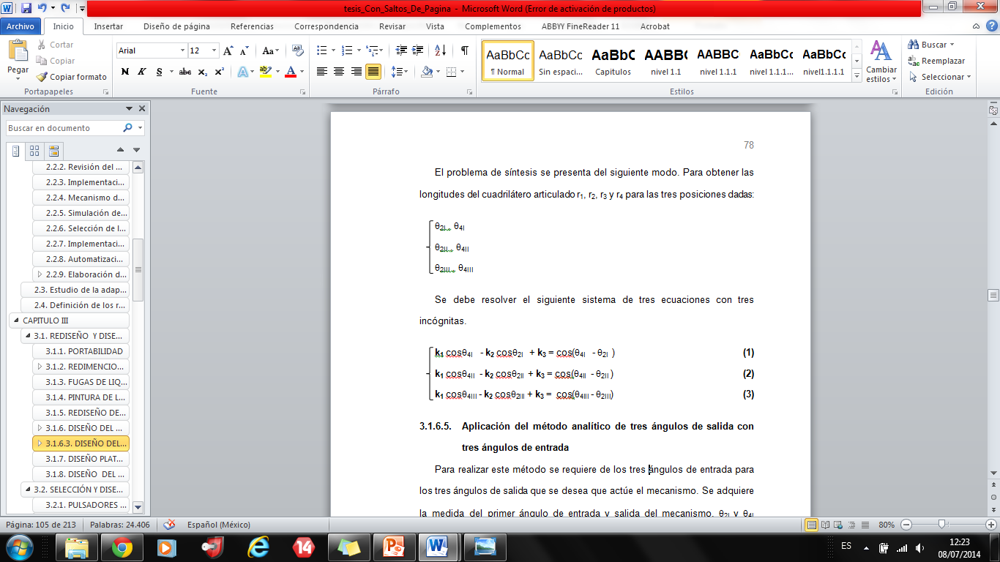 tesis_Con_Saltos_De_Pagina - Microsoft Word (Error de activación de productos)
Archivo Inicio Insertar Diseño de página Referencias Correspondencia Revisar Vista Complementos ABBYY FineReader 11 Acrobat
Pegar
Cortar
Copiar
Copiar formato
Portapapeles
Arial 12
N K S abc x₂ x²
Fuente
Párrafo
AaBbCc AaBbCc AaBbC AABBC AABBC AaBbCc AaBbCc
¶ Normal Sin espaci... Capitulos nivel 1.1 nivel 1.1.1 nivel 1.1.1... nivel1.1.1.1
Cambiar estilos
Estilos
Buscar
Reemplazar
Seleccionar
Edición
Navegación
Buscar en documento
2.2.2. Revisión del ...
2.2.3. Implementaci...
2.2.4. Mecanismo d...
2.2.5. Simulación de...
2.2.6. Selección de l...
2.2.7. Implementaci...
2.2.8. Automatizaci...
2.2.9. Elaboración d...
2.3. Estudio de la adap...
2.4. Definición de los r...
CAPITULO III
3.1. REDISEÑO Y DISE...
3.1.1. PORTABILIDAD
3.1.2. REDIMENCIO...
3.1.3. FUGAS DE LIQ...
3.1.4. PINTURA DE L...
3.1.5. REDISEÑO DE...
3.1.6. DISEÑO DEL ...
3.1.6.3. DISEÑO DEL...
3.1.7. DISEÑO PLAT...
3.1.8. DISEÑO DEL ...
3.2. SELECCIÓN Y DISE...
3.2.1. PULSADORES ...
78
El problema de síntesis se presenta del siguiente modo. Para obtener las
longitudes del cuadrilátero articulado r₁, r₂, r₃ y r₄ para las tres posiciones dadas:
θ2I., θ4I
θ2II., θ4II
θ2III., θ4III
Se debe resolver el siguiente sistema de tres ecuaciones con tres
incógnitas.
k₁ cosθ4I - k₂ cosθ2I + k₃ = cos(θ4I - θ2I ) (1)
k₁ cosθ4II - k₂ cosθ2II + k₃ = cos(θ4II - θ2II ) (2)
k₁ cosθ4III - k₂ cosθ2III + k₃ = cos(θ4III - θ2III) (3)
3.1.6.5. Aplicación del método analítico de tres ángulos de salida con
tres ángulos de entrada
Para realizar este método se requiere de los tres ángulos de entrada para
los tres ángulos de salida que se desea que actúe el mecanismo. Se adquiere
la medida del primer ángulo de entrada y salida del mecanismo, θ2I y θ4I
Página: 105 de 213 Palabras: 24.406 Español (México) 80%
ES 12:23
08/07/2014